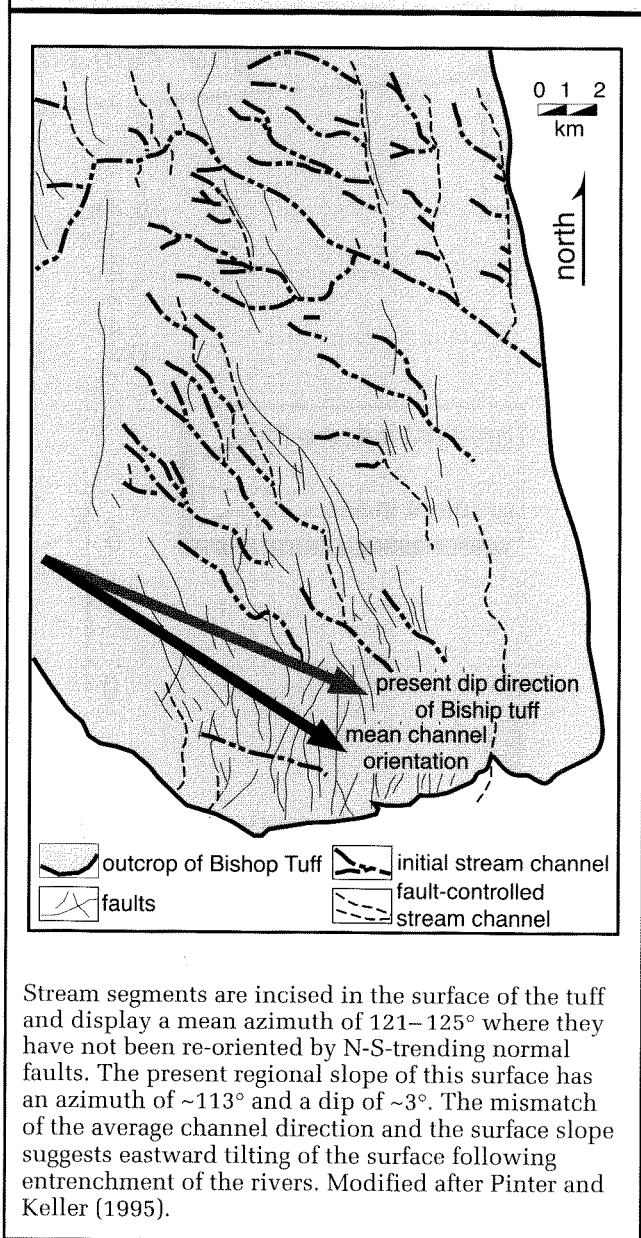 0 1 2
km
north
present dip direction
of Biship tuff
mean channel
orientation
outcrop of Bishop Tuff
initial stream channel
faults
fault-controlled
stream channel
Stream segments are incised in the surface of the tuff
and display a mean azimuth of 121–125° where they
have not been re-oriented by N-S-trending normal
faults. The present regional slope of this surface has
an azimuth of ~113° and a dip of ~3°. The mismatch
of the average channel direction and the surface slope
suggests eastward tilting of the surface following
entrenchment of the rivers. Modified after Pinter and
Keller (1995).